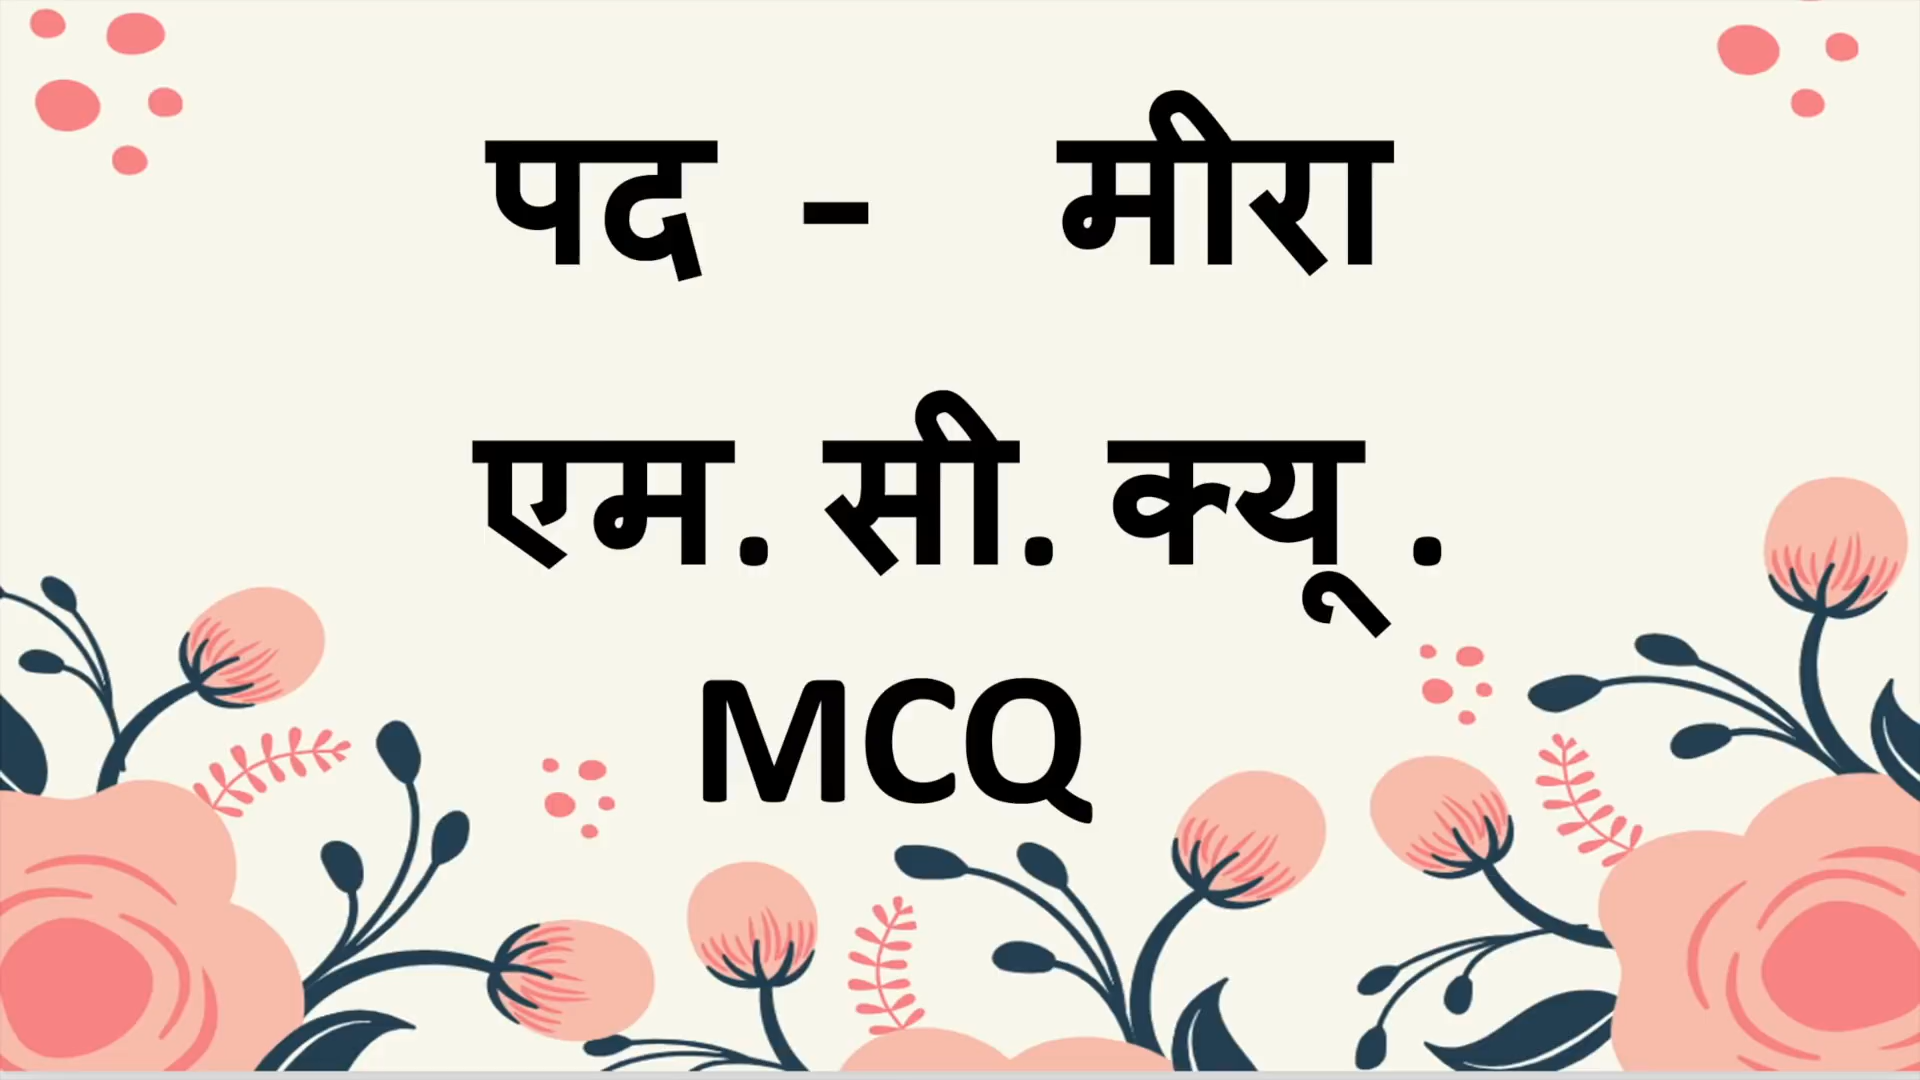 पद - मीरा
एम. सी. क्यू .
MCQ